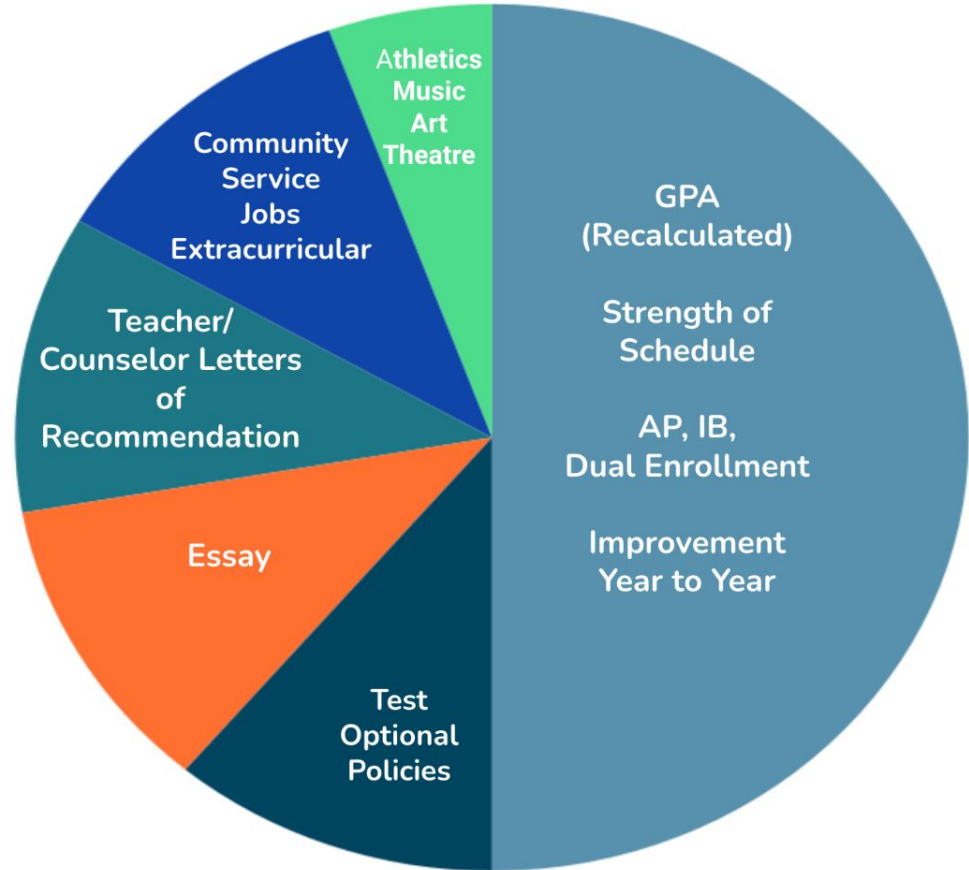 Athletics
Music
Art
Theatre
Community
Service
Jobs
Extracurricular
Teacher/
Counselor Letters
of
Recommendation
Essay
Test
Optional
Policies
GPA
(Recalculated)
Strength of
Schedule
AP, IB,
Dual Enrollment
Improvement
Year to Year